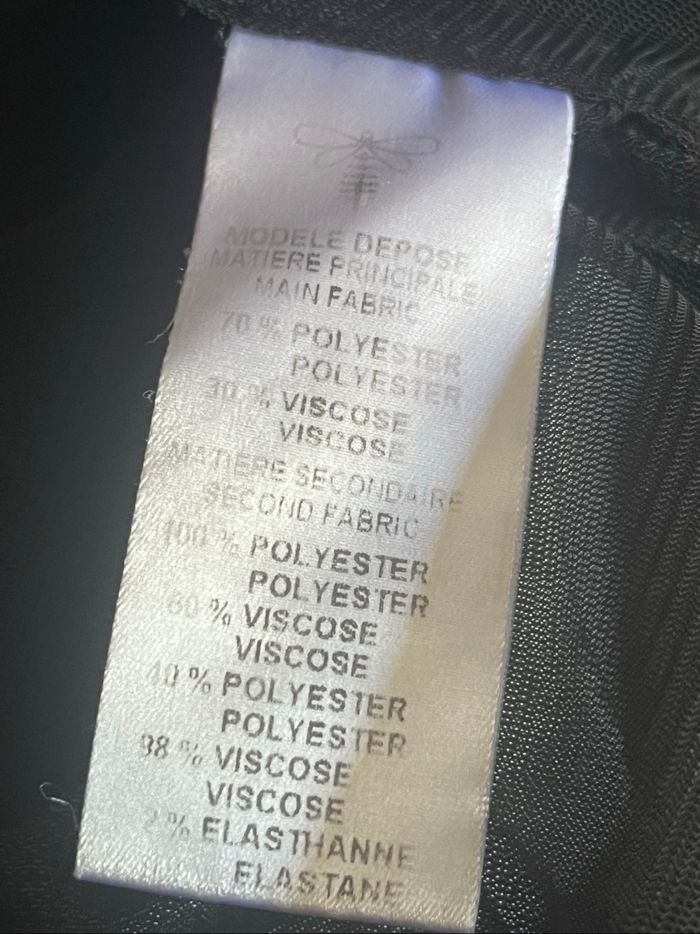 MODELE DEPOSE
MATIERE PRINCIPALE
MAIN FABRIC
70 % POLYESTER
POLYESTER
30 % VISCOSE
VISCOSE
MATIERE SECONDAIRE
SECOND FABRIC
100 % POLYESTER
POLYESTER
60 % VISCOSE
VISCOSE
40 % POLYESTER
POLYESTER
98 % VISCOSE
VISCOSE
2 % ELASTHANNE
ELASTANE